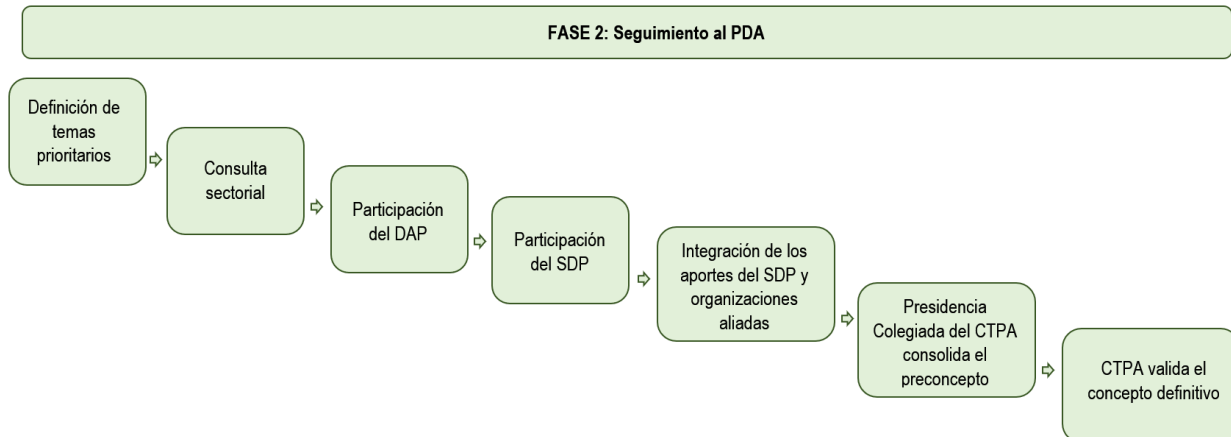 FASE 2: Seguimiento al PDA
Definición de
temas
prioritarios
Consulta
sectorial
Participación
del DAP
Participación
del SDP
Integración de los
aportes del SDP y
organizaciones
aliadas
Presidencia
Colegiada del CTPA
consolida el
preconcepto
CTPA valida el
concepto definitivo